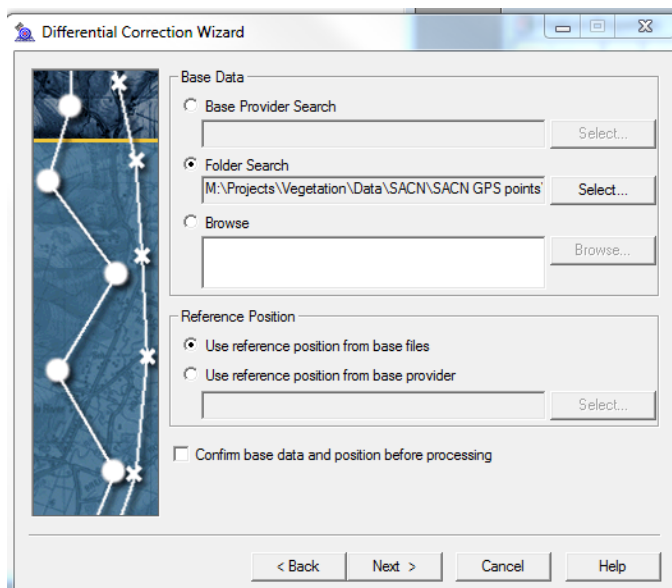 Differential Correction Wizard
Base Data
Base Provider Search
Select...
Folder Search
M:\Projects\Vegetation\Data\SACN\SACN GPS points\
Select...
Browse
Browse...
Reference Position
Use reference position from base files
Use reference position from base provider
Select...
Confirm base data and position before processing
< Back Next > Cancel Help